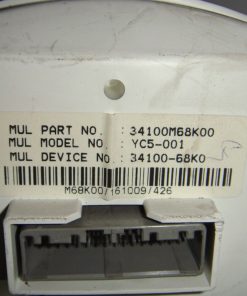 MUL PART NO. : 34100M68K00
MUL MODEL NO. : YC5-001
MUL DEVICE NO. : 34100-68K0
M68K00/161009/426